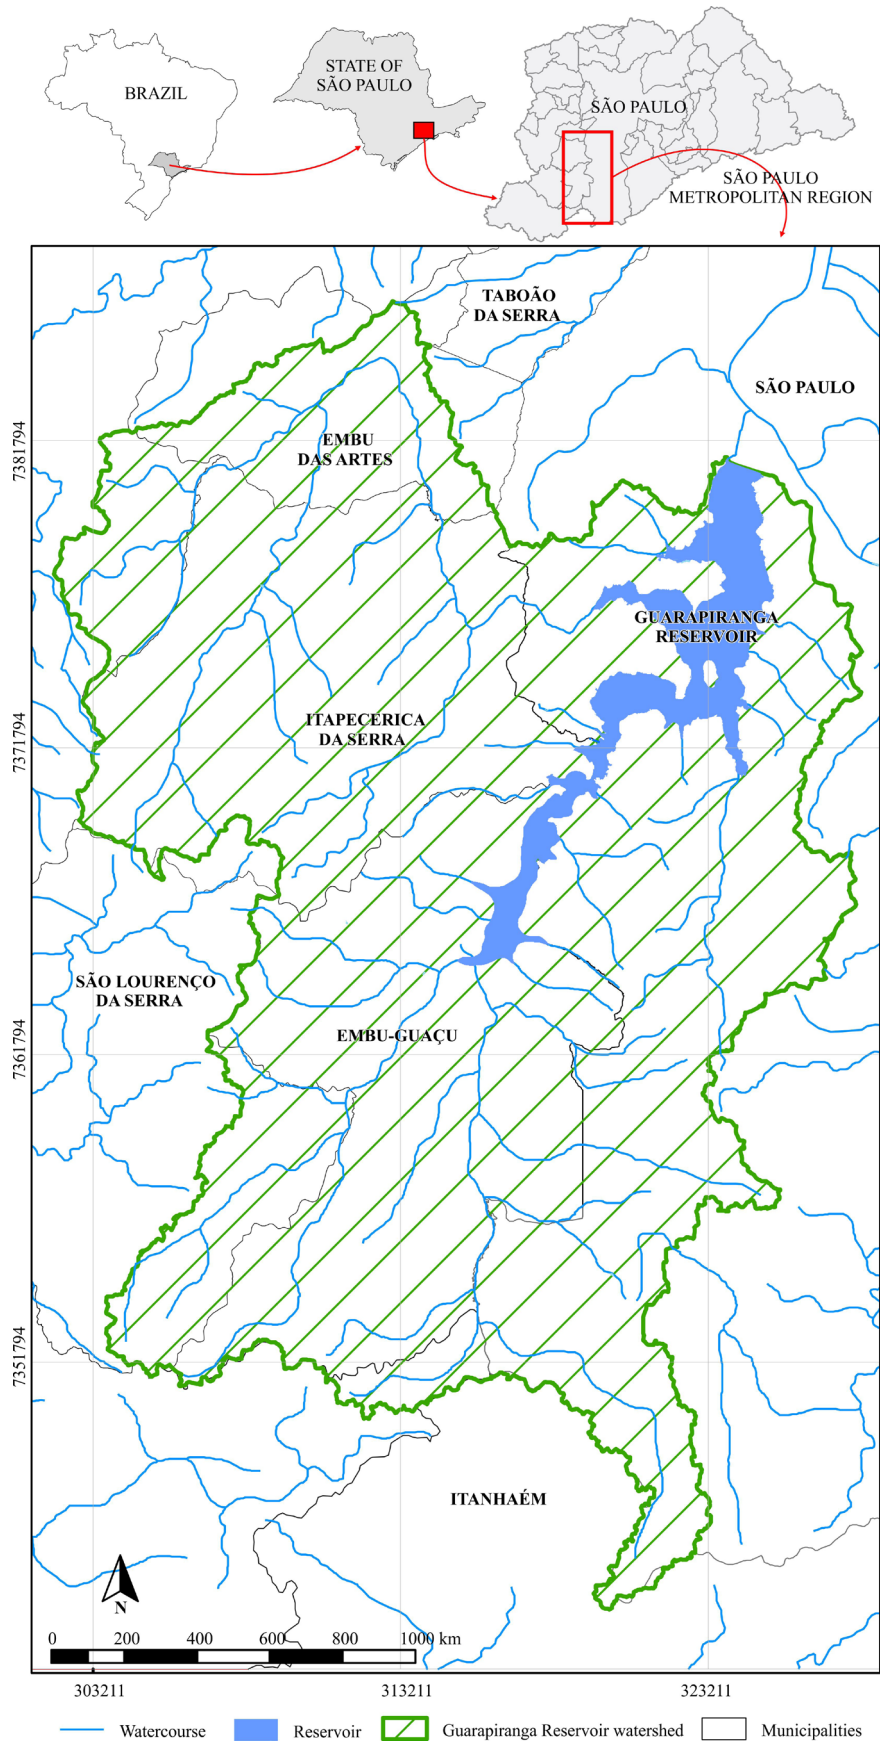 BRAZIL
STATE OF
SÃO PAULO
SÃO PAULO
SÃO PAULO
METROPOLITAN REGION
TABOÃO
DA SERRA
SÃO PAULO
7381794
EMBU
DAS ARTES
GUARAPIRANGA
RESERVOIR
7371794
ITAPECERICA
DA SERRA
SÃO LOURENÇO
DA SERRA
7361794
EMBU-GUAÇU
7351794
ITANHAÉM
N
0 200 400 600 800 1000 km
303211 313211 323211
Watercourse Reservoir Guarapiranga Reservoir watershed Municipalities